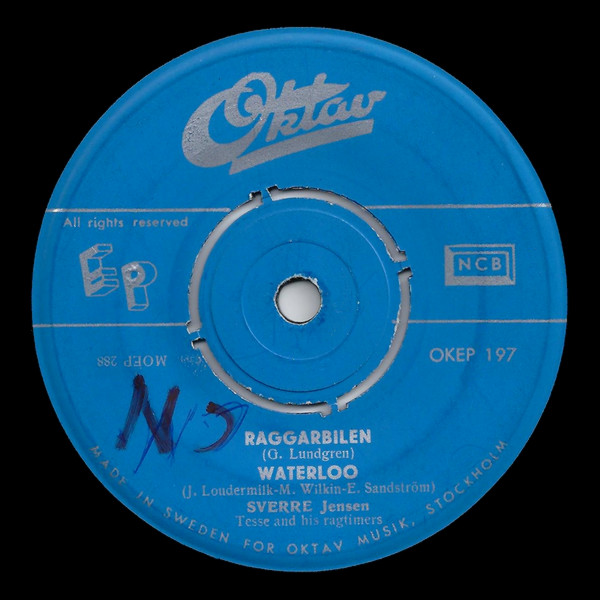 Oktav
All rights reserved
EP
NCB
OKEP 197
MOEP 288
RAGGARBILEN
(G. Lundgren)
WATERLOO
(J. Loudermilk-M. Wilkin-E. Sandström)
SVERRE Jensen
Tesse and his ragtimers
MADE IN SWEDEN FOR OKTAV MUSIK, STOCKHOLM